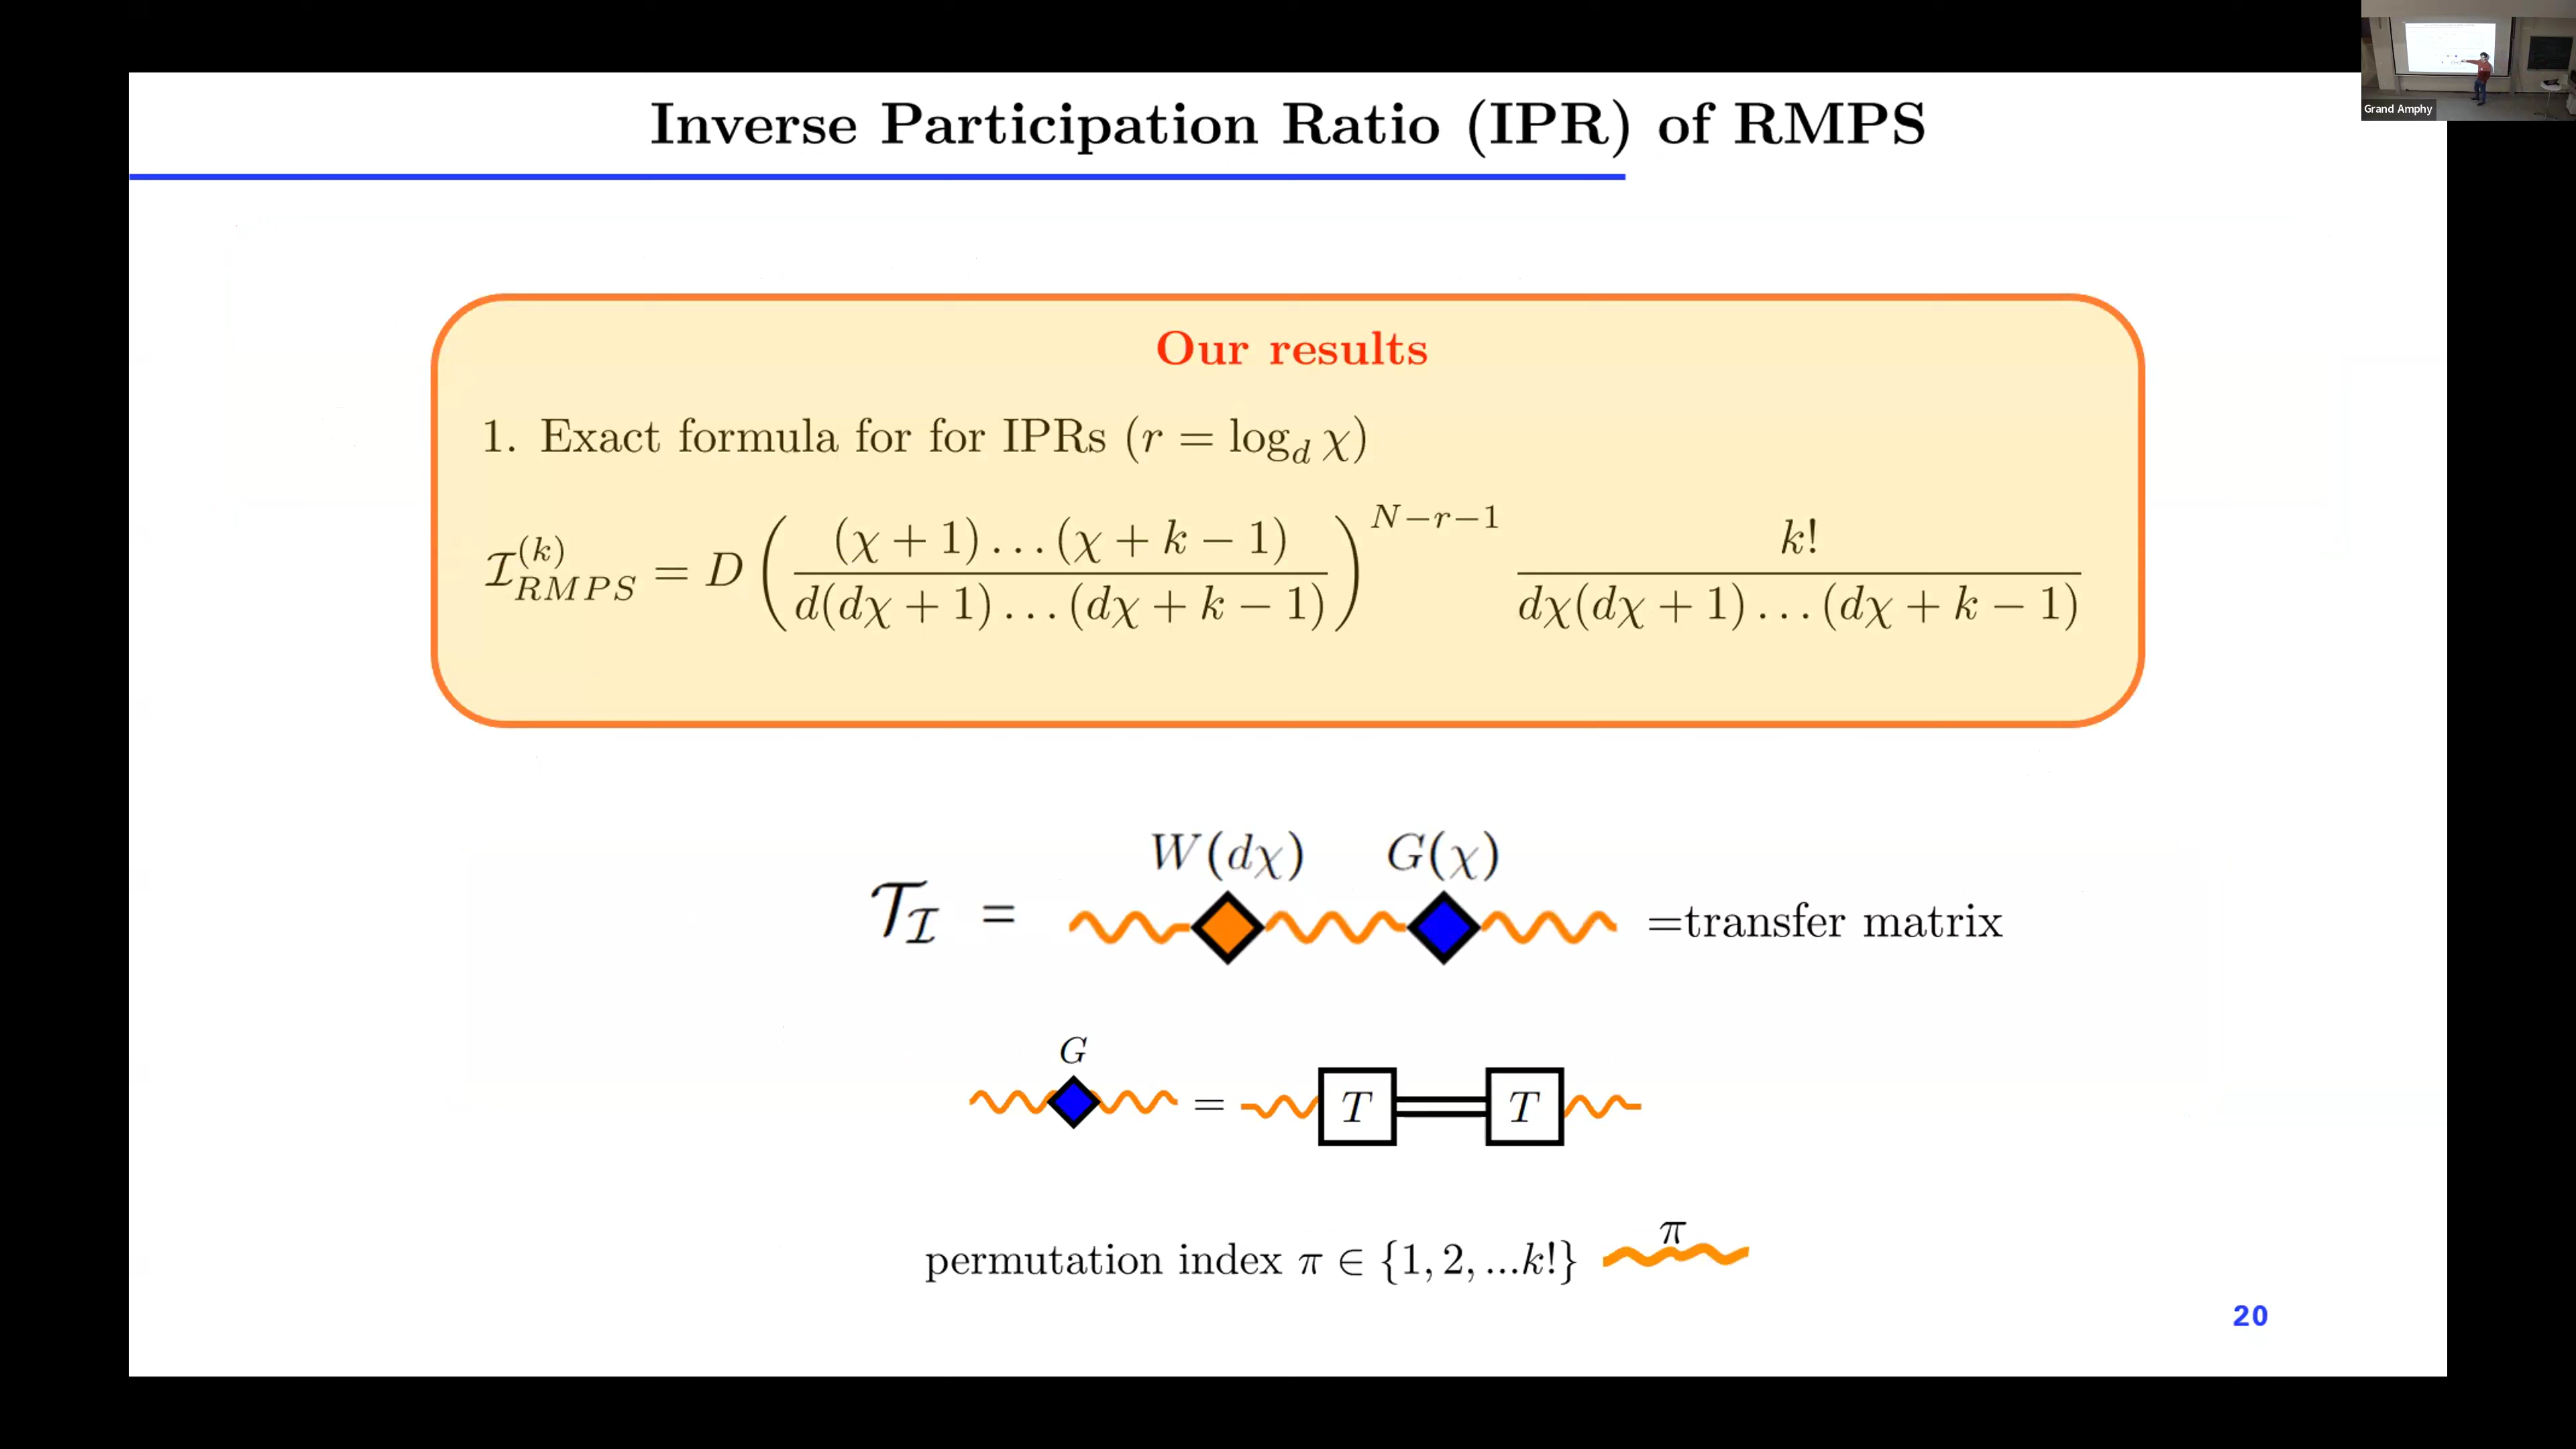 Grand Amphy
Inverse Participation Ratio (IPR) of RMPS
Our results
1. Exact formula for for IPRs (r = log_d χ)
𝓘^{(k)}_{RMPS} = D ( (χ + 1) . . . (χ + k − 1) / d(dχ + 1) . . . (dχ + k − 1) )^{N−r−1} k! / dχ(dχ + 1) . . . (dχ + k − 1)
W(dχ) G(χ)
𝓣_𝓘 = =transfer matrix
G
= T T
π
permutation index π ∈ {1, 2, ...k!}
20